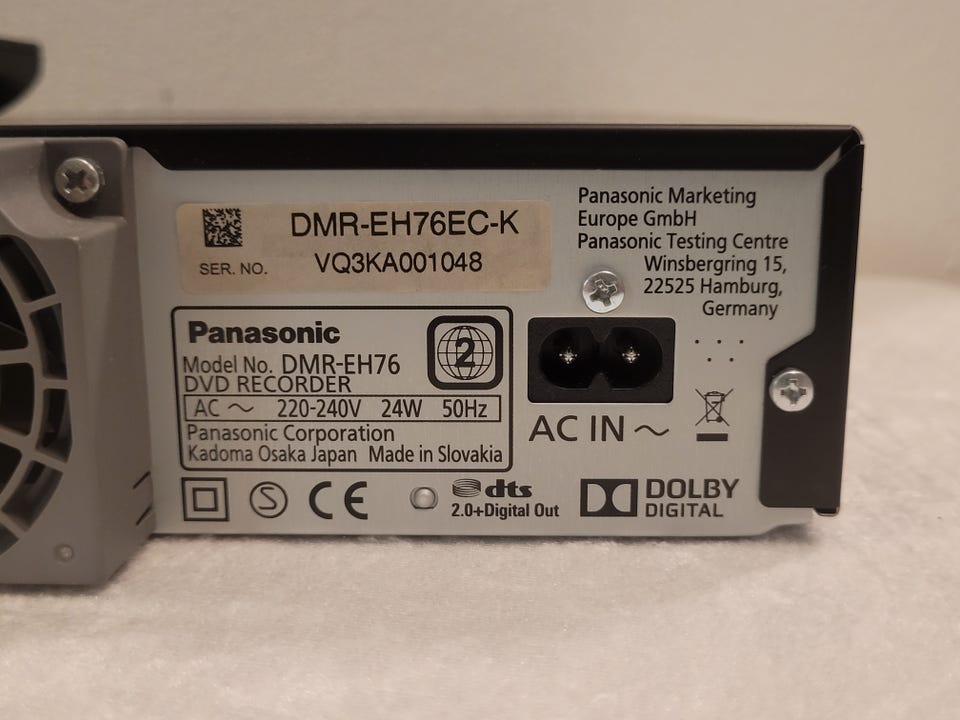 DMR-EH76EC-K
SER. NO. VQ3KA001048
Panasonic Marketing
Europe GmbH
Panasonic Testing Centre
Winsbergring 15,
22525 Hamburg,
Germany
Panasonic
2
Model No. DMR-EH76
DVD RECORDER
AC ~ 220-240V 24W 50Hz
Panasonic Corporation
Kadoma Osaka Japan Made in Slovakia
AC IN ~
S
CE
dts
2.0+Digital Out
DOLBY
DIGITAL